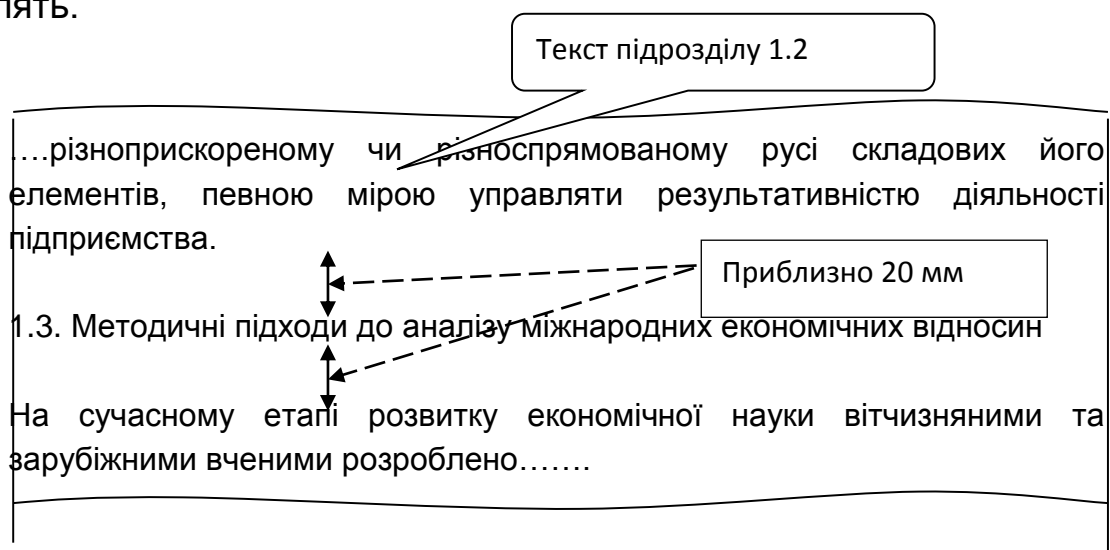 лять.
Текст підрозділу 1.2
….різноприскореному чи різноспрямованому русі складових його
елементів, певною мірою управляти результативністю діяльності
підприємства.
Приблизно 20 мм
1.3. Методичні підходи до аналізу міжнародних економічних відносин
На сучасному етапі розвитку економічної науки вітчизняними та
зарубіжними вченими розроблено…….